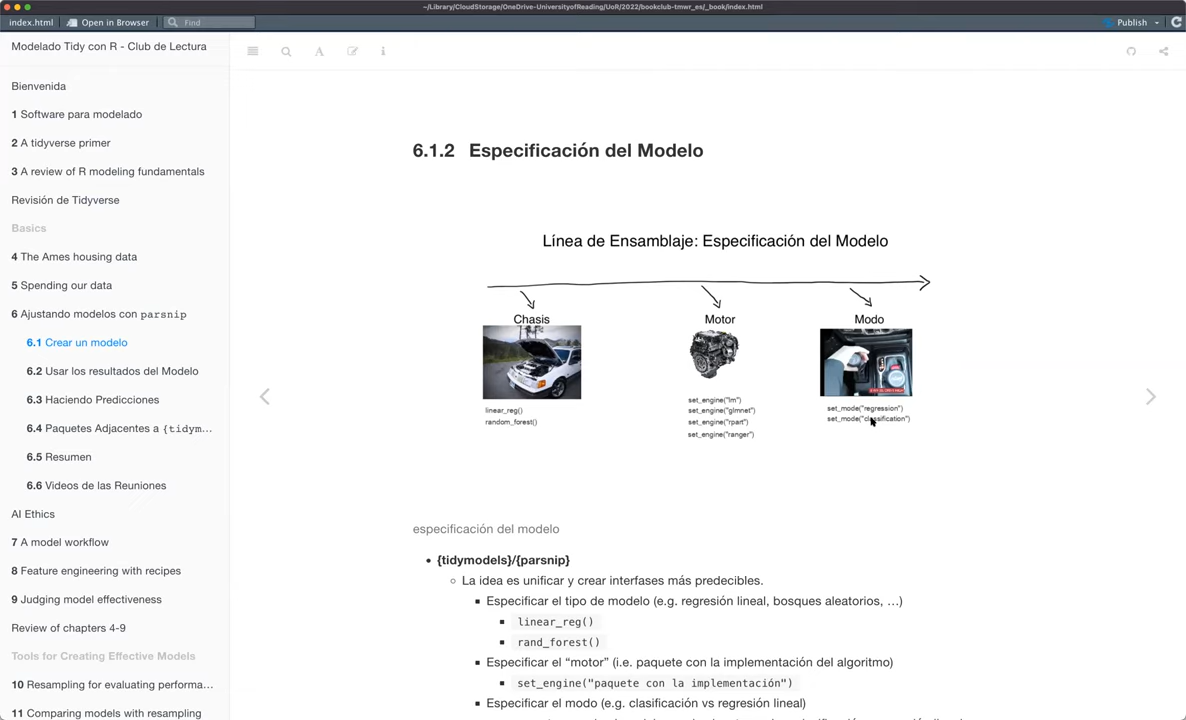 ~/Library/CloudStorage/OneDrive-UniversityofReading/UoR/2022/bookclub-tmwr_es/_book/index.html
index.html
Open in Browser
Find
Publish
Modelado Tidy con R - Club de Lectura
Bienvenida
1 Software para modelado
2 A tidyverse primer
3 A review of R modeling fundamentals
Revisión de Tidyverse
Basics
4 The Ames housing data
5 Spending our data
6 Ajustando modelos con parsnip
6.1 Crear un modelo
6.2 Usar los resultados del Modelo
6.3 Haciendo Predicciones
6.4 Paquetes Adjacentes a {tidym...
6.5 Resumen
6.6 Videos de las Reuniones
AI Ethics
7 A model workflow
8 Feature engineering with recipes
9 Judging model effectiveness
Review of chapters 4-9
Tools for Creating Effective Models
10 Resampling for evaluating performa...
11 Comparing models with resampling
6.1.2 Especificación del Modelo
Línea de Ensamblaje: Especificación del Modelo
Chasis
linear_reg()
random_forest()
Motor
set_engine("lm")
set_engine("glmnet")
set_engine("rpart")
set_engine("ranger")
Modo
set_mode("regression")
set_mode("classification")
especificación del modelo
• {tidymodels}/{parsnip}
La idea es unificar y crear interfases más predecibles.
Especificar el tipo de modelo (e.g. regresión lineal, bosques aleatorios, …)
linear_reg()
rand_forest()
Especificar el “motor” (i.e. paquete con la implementación del algoritmo)
set_engine("paquete con la implementación")
Especificar el modo (e.g. clasificación vs regresión lineal)